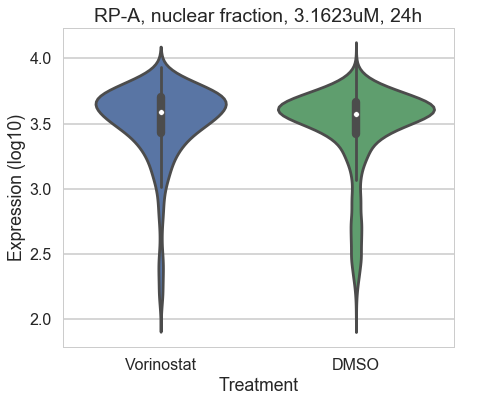 RP-A, nuclear fraction, 3.1623uM, 24h
Expression (log10)
4.0
3.5
3.0
2.5
2.0
Vorinostat DMSO
Treatment